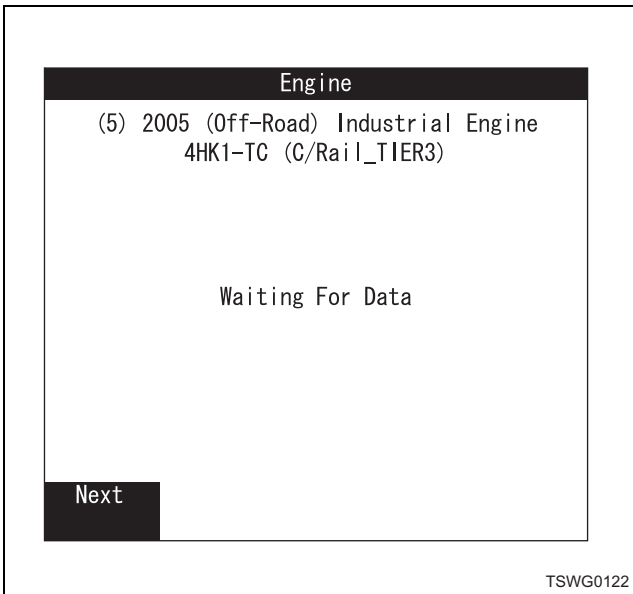 Engine
(5) 2005 (Off-Road) Industrial Engine
4HK1-TC (C/Rail_TIER3)
Waiting For Data
Next
TSWG0122